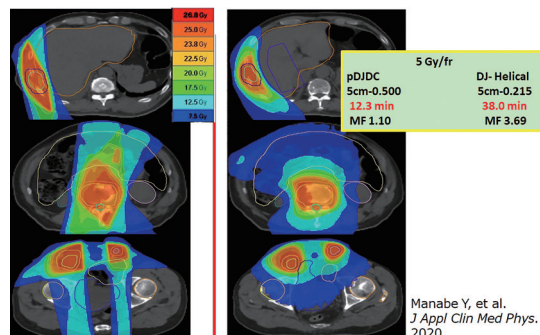 26.8 Gy
25.0 Gy
23.8 Gy
22.5 Gy
20.0 Gy
17.5 Gy
12.5 Gy
7.5 Gy
5 Gy/fr
pDJDC DJ- Helical
5cm-0.500 5cm-0.215
12.3 min 38.0 min
MF 1.10 MF 3.69
Manabe Y, et al.
J Appl Clin Med Phys.
2020